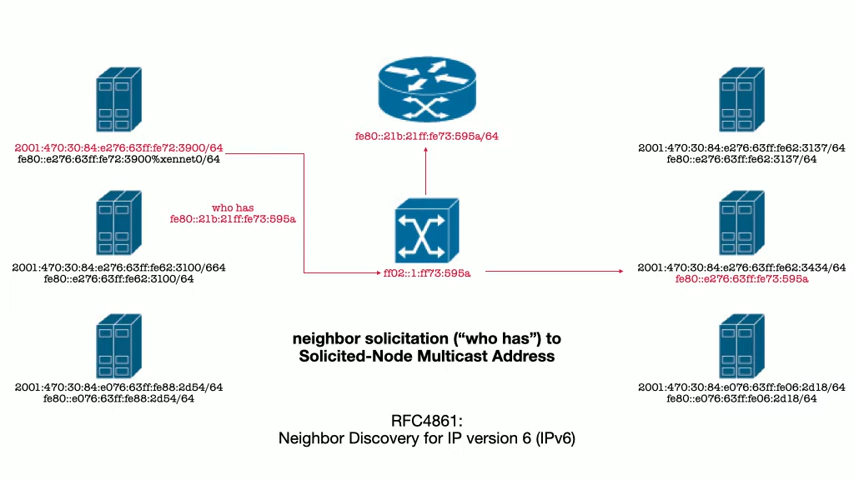 fe80::21b:21ff:fe73:595a/64
2001:470:30:84:e276:63ff:fe72:3900/64
fe80::e276:63ff:fe72:3900%xennet0/64
2001:470:30:84:e276:63ff:fe62:3137/64
fe80::e276:63ff:fe62:3137/64
who has
fe80::21b:21ff:fe73:595a
2001:470:30:84:e276:63ff:fe62:3100/664
fe80::e276:63ff:fe62:3100/64
ff02::1:ff73:595a
2001:470:30:84:e276:63ff:fe62:3434/64
fe80::e276:63ff:fe73:595a
neighbor solicitation (“who has”) to
Solicited-Node Multicast Address
2001:470:30:84:e076:63ff:fe88:2d54/64
fe80::e076:63ff:fe88:2d54/64
2001:470:30:84:e076:63ff:fe06:2d18/64
fe80::e076:63ff:fe06:2d18/64
RFC4861:
Neighbor Discovery for IP version 6 (IPv6)